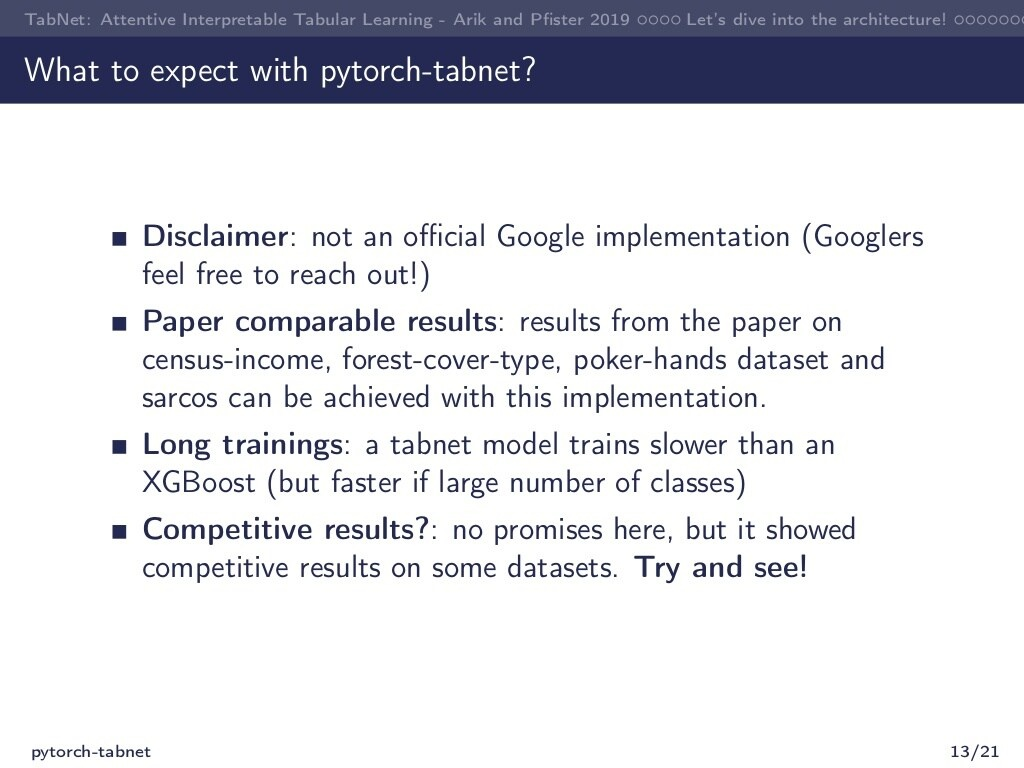 TabNet: Attentive Interpretable Tabular Learning - Arik and Pfister 2019 Let's dive into the architecture!
What to expect with pytorch-tabnet?
Disclaimer: not an official Google implementation (Googlers
feel free to reach out!)
Paper comparable results: results from the paper on
census-income, forest-cover-type, poker-hands dataset and
sarcos can be achieved with this implementation.
Long trainings: a tabnet model trains slower than an
XGBoost (but faster if large number of classes)
Competitive results?: no promises here, but it showed
competitive results on some datasets. Try and see!
pytorch-tabnet 13/21